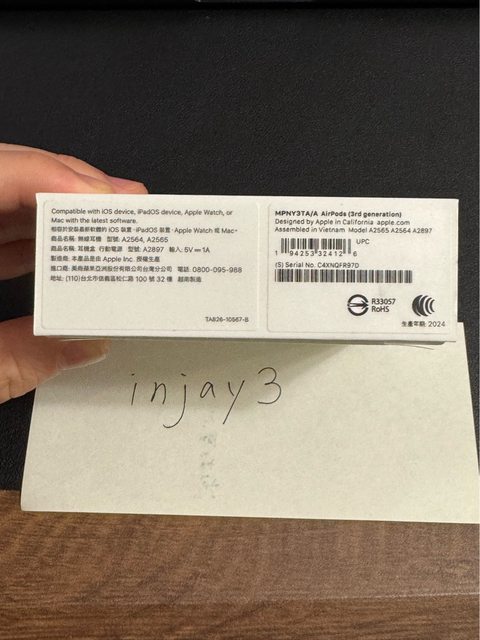 Compatible with iOS device, iPadOS device, Apple Watch, or
Mac with the latest software.
相容於安裝最新軟體的 iOS 裝置、iPadOS 裝置、Apple Watch 或 Mac。
商品名稱: 無線耳機 型號: A2564, A2565
商品名稱: 耳機盒 行動電源 型號: A2897 輸入: 5V⎓1A
製造商: 本產品是由 Apple Inc. 授權生產
進口商: 美商蘋果亞洲股份有限公司台灣分公司 電話: 0800-095-988
地址: (110)台北市信義區松仁路 100 號 32 樓 越南製造
TA826-10567-B
MPNY3TA/A AirPods (3rd generation)
Designed by Apple in California apple.com
Assembled in Vietnam Model A2565 A2564 A2897
UPC
1 94253 32412 6
(S) Serial No. C4XNQFR97D
R33057
RoHS
生產年期: 2024
injay3